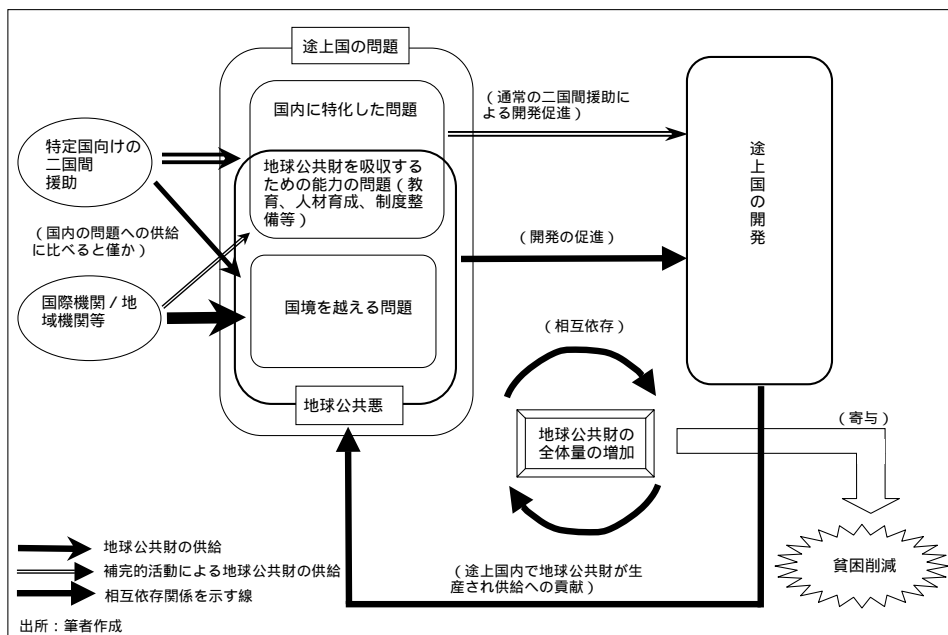 途上国の問題
国内に特化した問題
（通常の二国間援助に
よる開発促進）
特定国向けの
二国間
援助
地球公共財を吸収する
ための能力の問題（教
育、人材育成、制度整
備等）
途上国の開発
（国内の問題への供給
に比べると僅か）
（開発の促進）
国際機関／地
域機関等
国境を越える問題
（相互依存）
地球公共悪
地球公共財の
全体量の増加
（寄与）
貧困削減
地球公共財の供給
補完的活動による地球公共財の供給
相互依存関係を示す線
（途上国内で地球公共財が生
産され供給への貢献）
出所：筆者作成